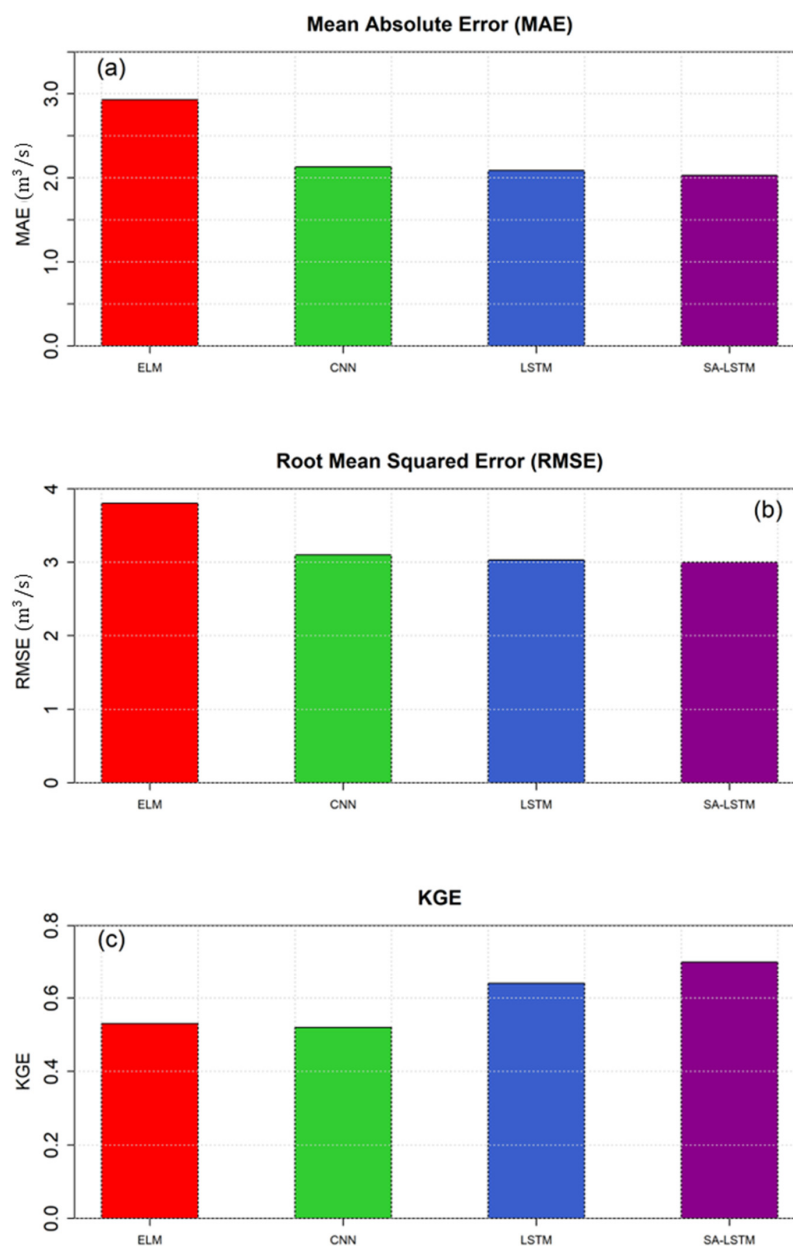 Mean Absolute Error (MAE)
(a)
3.0
2.0
1.0
0.0
MAE (m³/s)
ELM CNN LSTM SA-LSTM
Root Mean Squared Error (RMSE)
(b)
4
3
2
1
0
RMSE (m³/s)
ELM CNN LSTM SA-LSTM
KGE
(c)
0.8
0.6
0.4
0.2
0.0
KGE
ELM CNN LSTM SA-LSTM